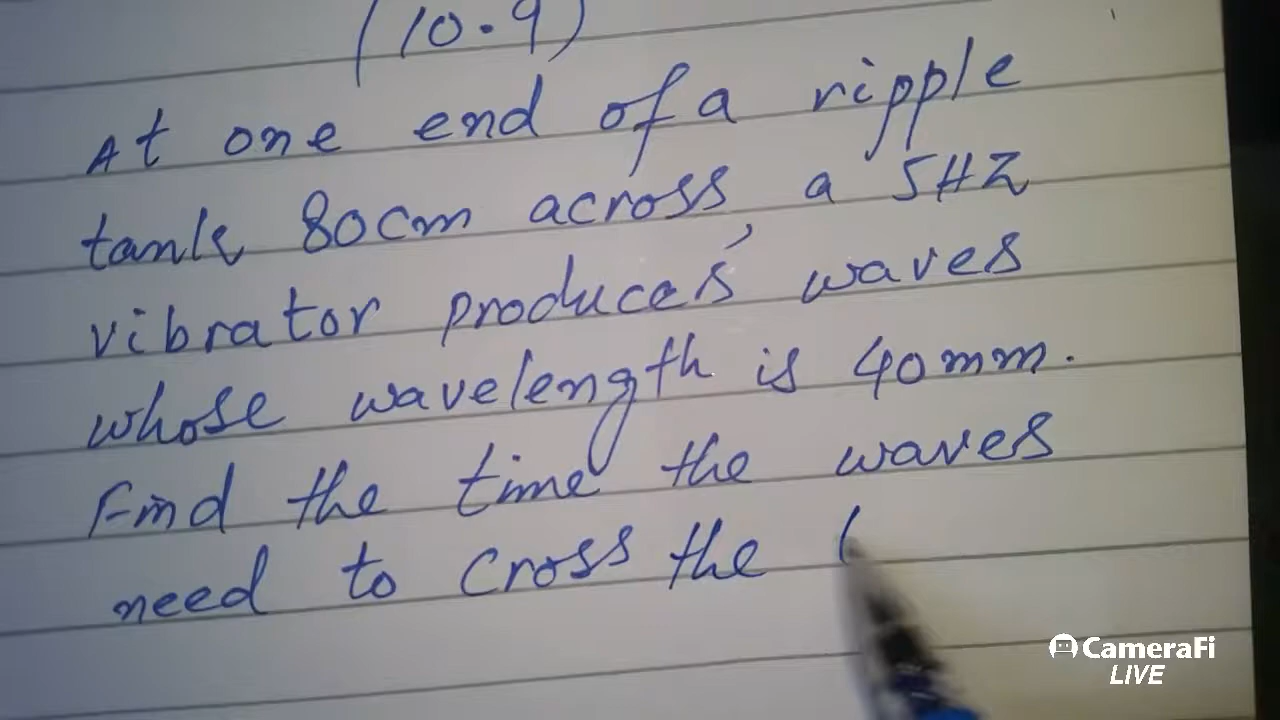 (10.9)
At one end of a ripple
tank 80cm across, a 5HZ
vibrator produces waves
whose wavelength is 40mm.
Find the time the waves
need to cross the
CameraFi
LIVE